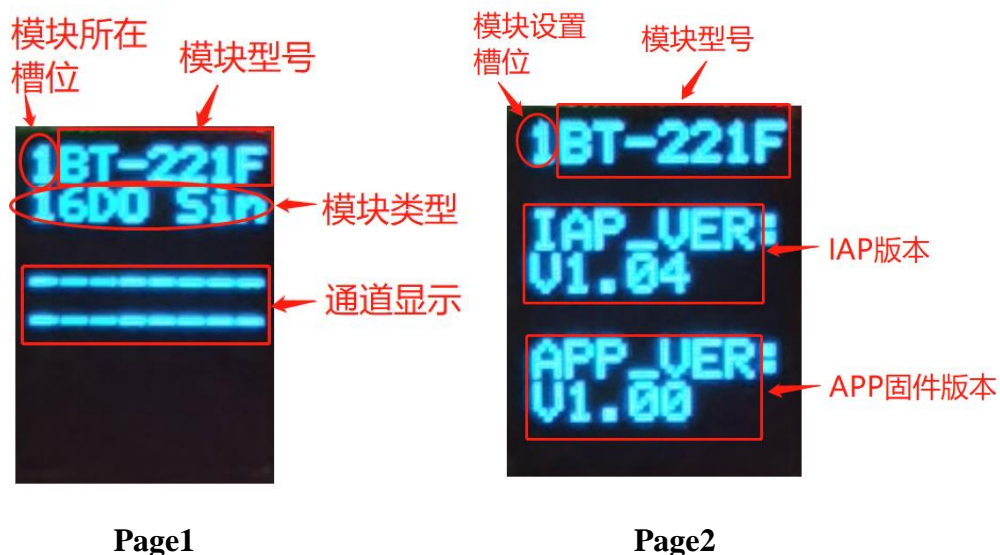 模块所在
槽位
模块型号
1BT-221F
16DO Sin
模块类型
通道显示
Page1
模块设置
槽位
模块型号
1BT-221F
IAP_VER:
V1.04
IAP版本
APP_VER:
V1.00
APP固件版本
Page2